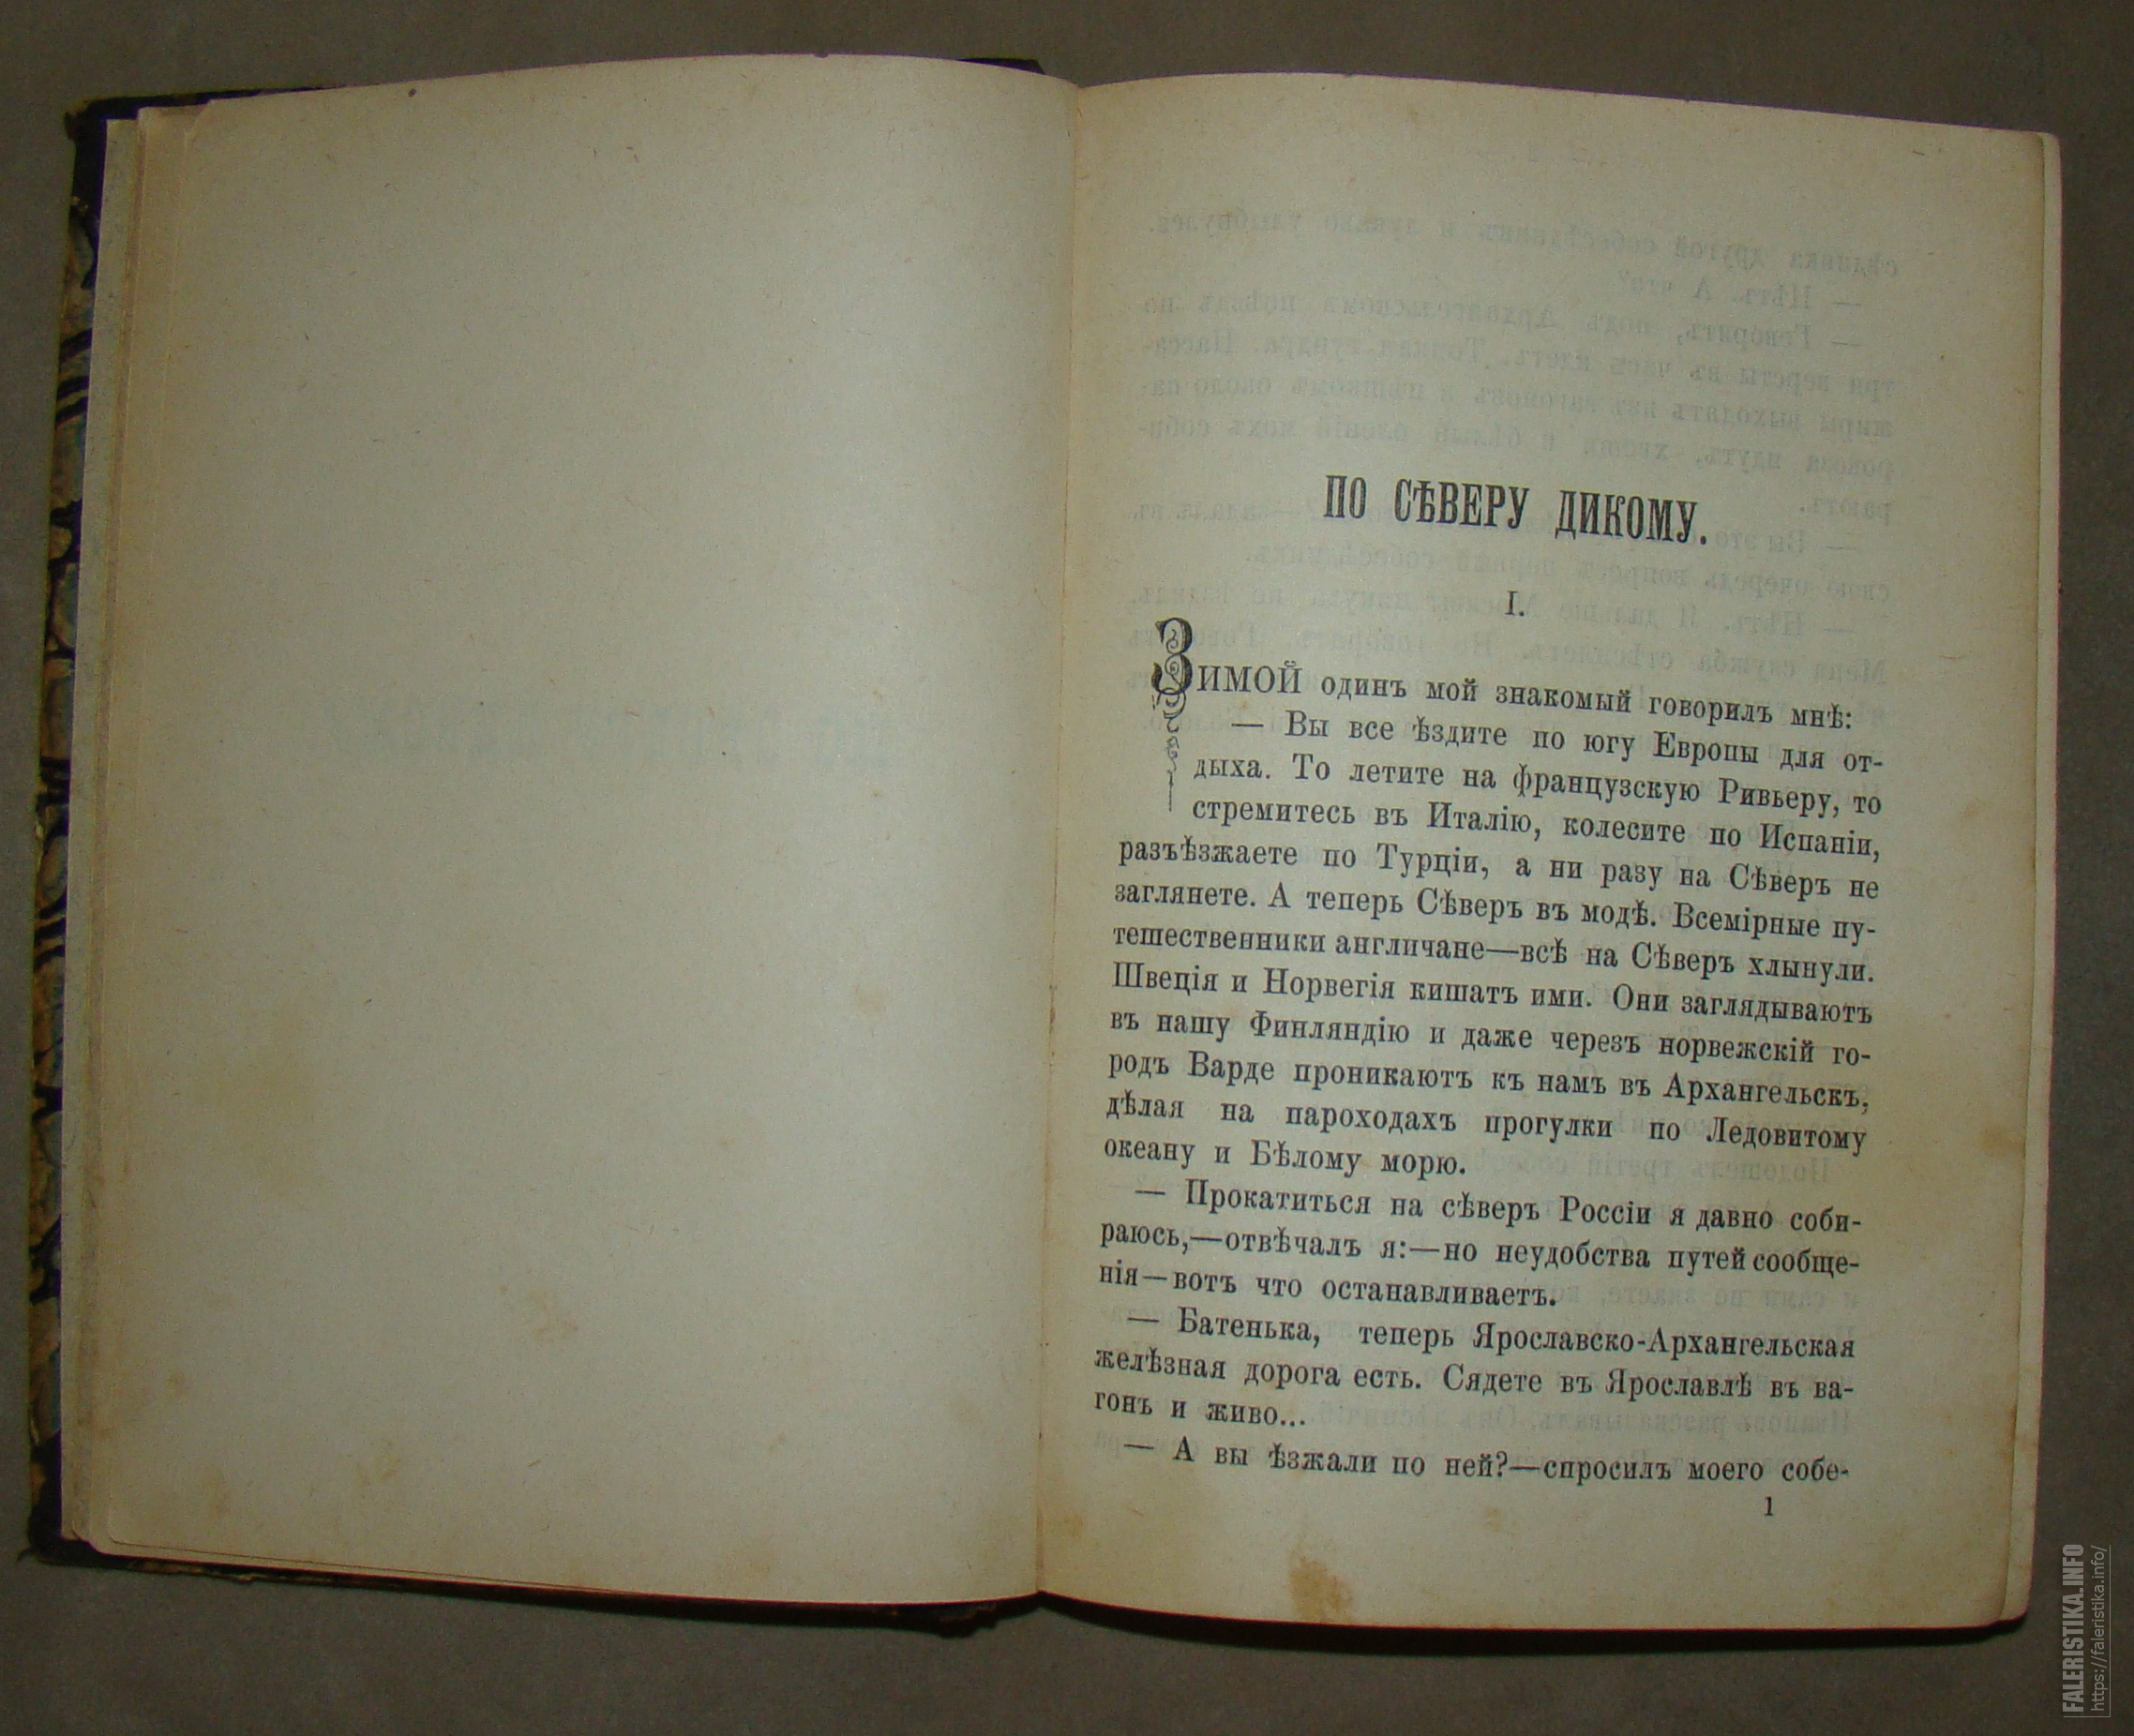 ПО СѢВЕРУ ДИКОМУ.
I.
ЗИМОЙ одинъ мой знакомый говорилъ мнѣ:
— Вы все ѣздите по югу Европы для от-
дыха. То летите на французскую Ривьеру, то
стремитесь въ Италію, колесите по Испаніи,
разъѣзжаете по Турціи, а ни разу на Сѣверъ не
заглянете. А теперь Сѣверъ въ модѣ. Всемірные пу-
тешественники англичане—всѣ на Сѣверъ хлынули.
Швеція и Норвегія кишатъ ими. Они заглядываютъ
въ нашу Финляндію и даже черезъ норвежскій го-
родъ Варде проникаютъ къ намъ въ Архангельскъ,
дѣлая на пароходахъ прогулки по Ледовитому
океану и Бѣлому морю.
— Прокатиться на сѣверъ Россіи я давно соби-
раюсь,—отвѣчалъ я:—но неудобства путей сообще-
нія—вотъ что останавливаетъ.
— Батенька, теперь Ярославско-Архангельская
желѣзная дорога есть. Сядете въ Ярославлѣ въ ва-
гонъ и живо...
— А вы ѣзжали по ней?—спросилъ моего собе-
1
FALERISTIKA.INFO
https://faleristika.info/